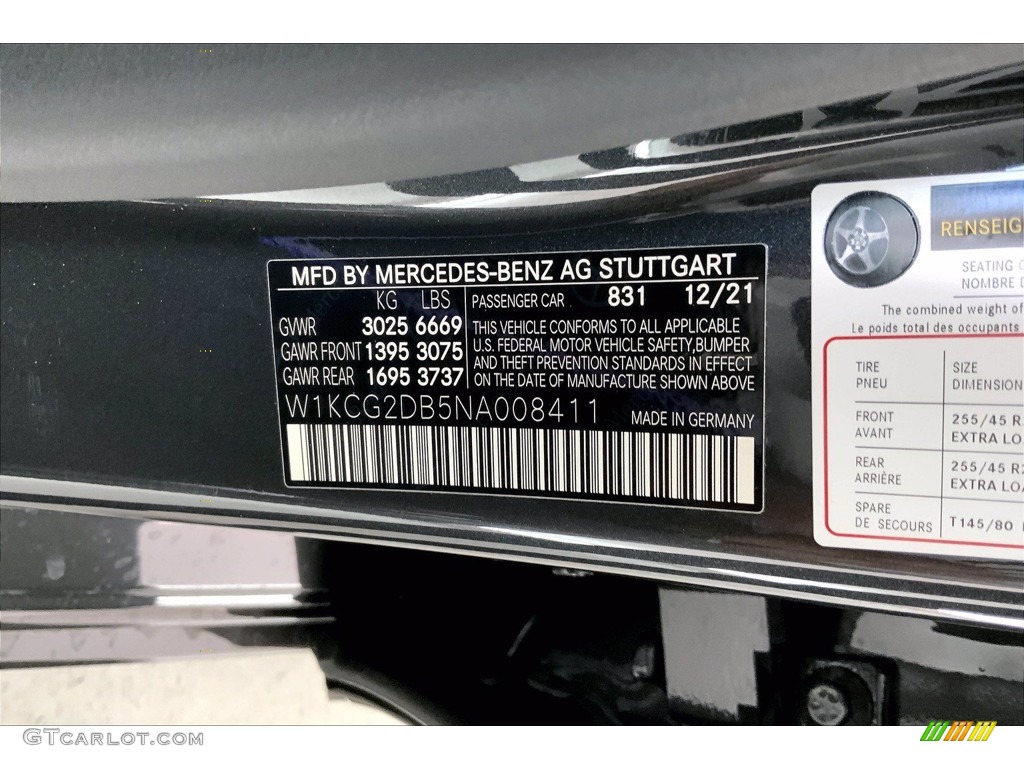 MFD BY MERCEDES-BENZ AG STUTTGART
KG LBS
GVWR 3025 6669
GAWR FRONT 1395 3075
GAWR REAR 1695 3737
PASSENGER CAR 831 12/21
THIS VEHICLE CONFORMS TO ALL APPLICABLE
U.S. FEDERAL MOTOR VEHICLE SAFETY,BUMPER
AND THEFT PREVENTION STANDARDS IN EFFECT
ON THE DATE OF MANUFACTURE SHOWN ABOVE
W1KCG2DB5NA008411 MADE IN GERMANY
RENSEIG
SEATING
NOMBRE
The combined weight of
Le poids total des occupants
TIRE SIZE
PNEU DIMENSION
FRONT 255/45 R
AVANT EXTRA LO
REAR 255/45 R
ARRIÈRE EXTRA LO
SPARE
DE SECOURS T145/80
GTCarlot.com